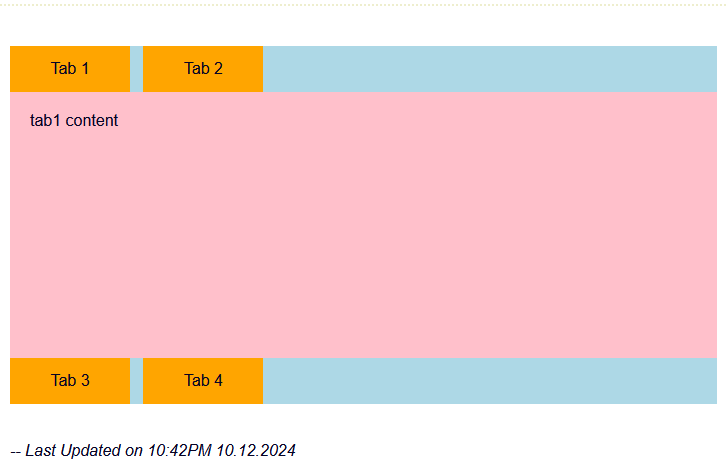 Tab 1 Tab 2
tab1 content
Tab 3 Tab 4
-- Last Updated on 10:42PM 10.12.2024